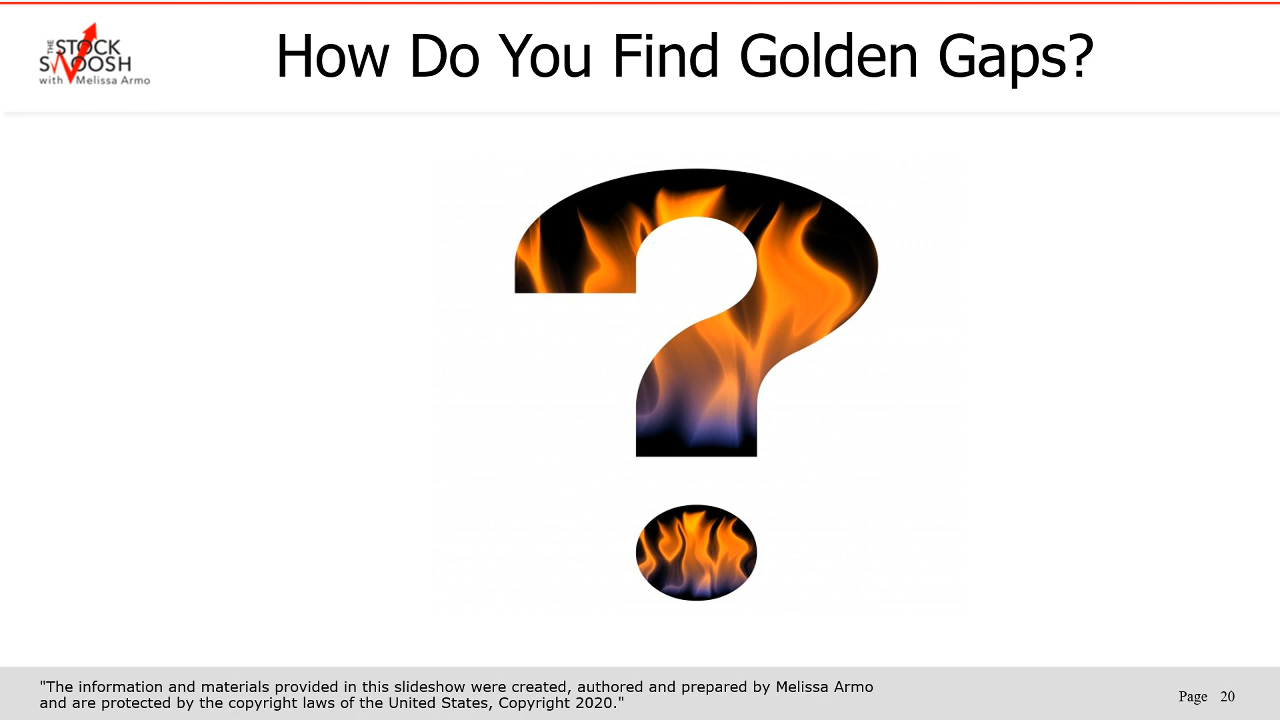 THE
STOCK
SWOOSH
with Melissa Armo
How Do You Find Golden Gaps?
?
"The information and materials provided in this slideshow were created, authored and prepared by Melissa Armo
and are protected by the copyright laws of the United States, Copyright 2020."
Page 20